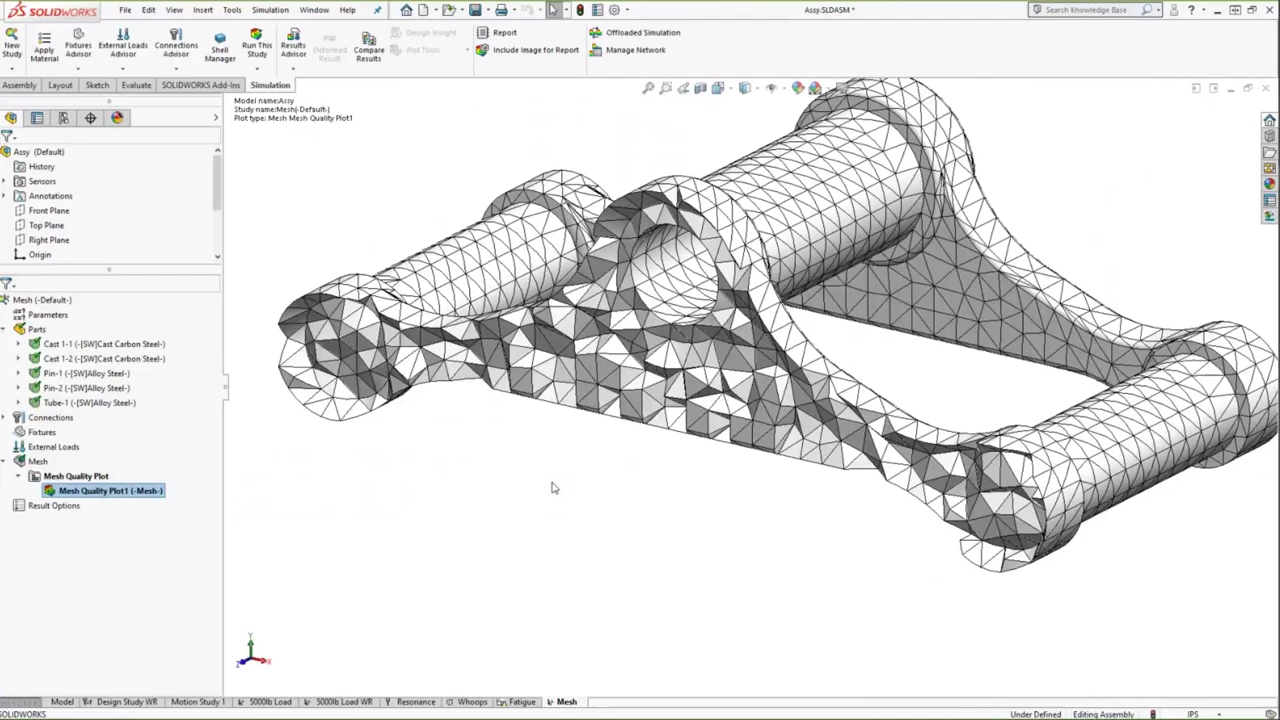 SOLIDWORKS
File Edit View Insert Tools Simulation Window Help
Assy.SLDASM *
Search Knowledge Base
New Study
Apply Material
Fixtures Advisor
External Loads Advisor
Connections Advisor
Shell Manager
Run This Study
Results Advisor
Deformed Result
Compare Results
Design Insight
Plot Tools
Report
Include Image for Report
Offloaded Simulation
Manage Network
Assembly Layout Sketch Evaluate SOLIDWORKS Add-Ins Simulation
Model name:Assy
Study name:Mesh(-Default-)
Plot type: Mesh Mesh Quality Plot1
Assy (Default)
History
Sensors
Annotations
Front Plane
Top Plane
Right Plane
Origin
Mesh (-Default-)
Parameters
Parts
Cast 1-1 (-[SW]Cast Carbon Steel-)
Cast 1-2 (-[SW]Cast Carbon Steel-)
Pin-1 (-[SW]Alloy Steel-)
Pin-2 (-[SW]Alloy Steel-)
Tube-1 (-[SW]Alloy Steel-)
Connections
Fixtures
External Loads
Mesh
Mesh Quality Plot
Mesh Quality Plot1 (-Mesh-)
Result Options
Y
Z
X
Model Design Study WR Motion Study 1 5000lb Load 5000lb Load WR Resonance Whoops Fatigue Mesh
SOLIDWORKS
Under Defined Editing Assembly IPS